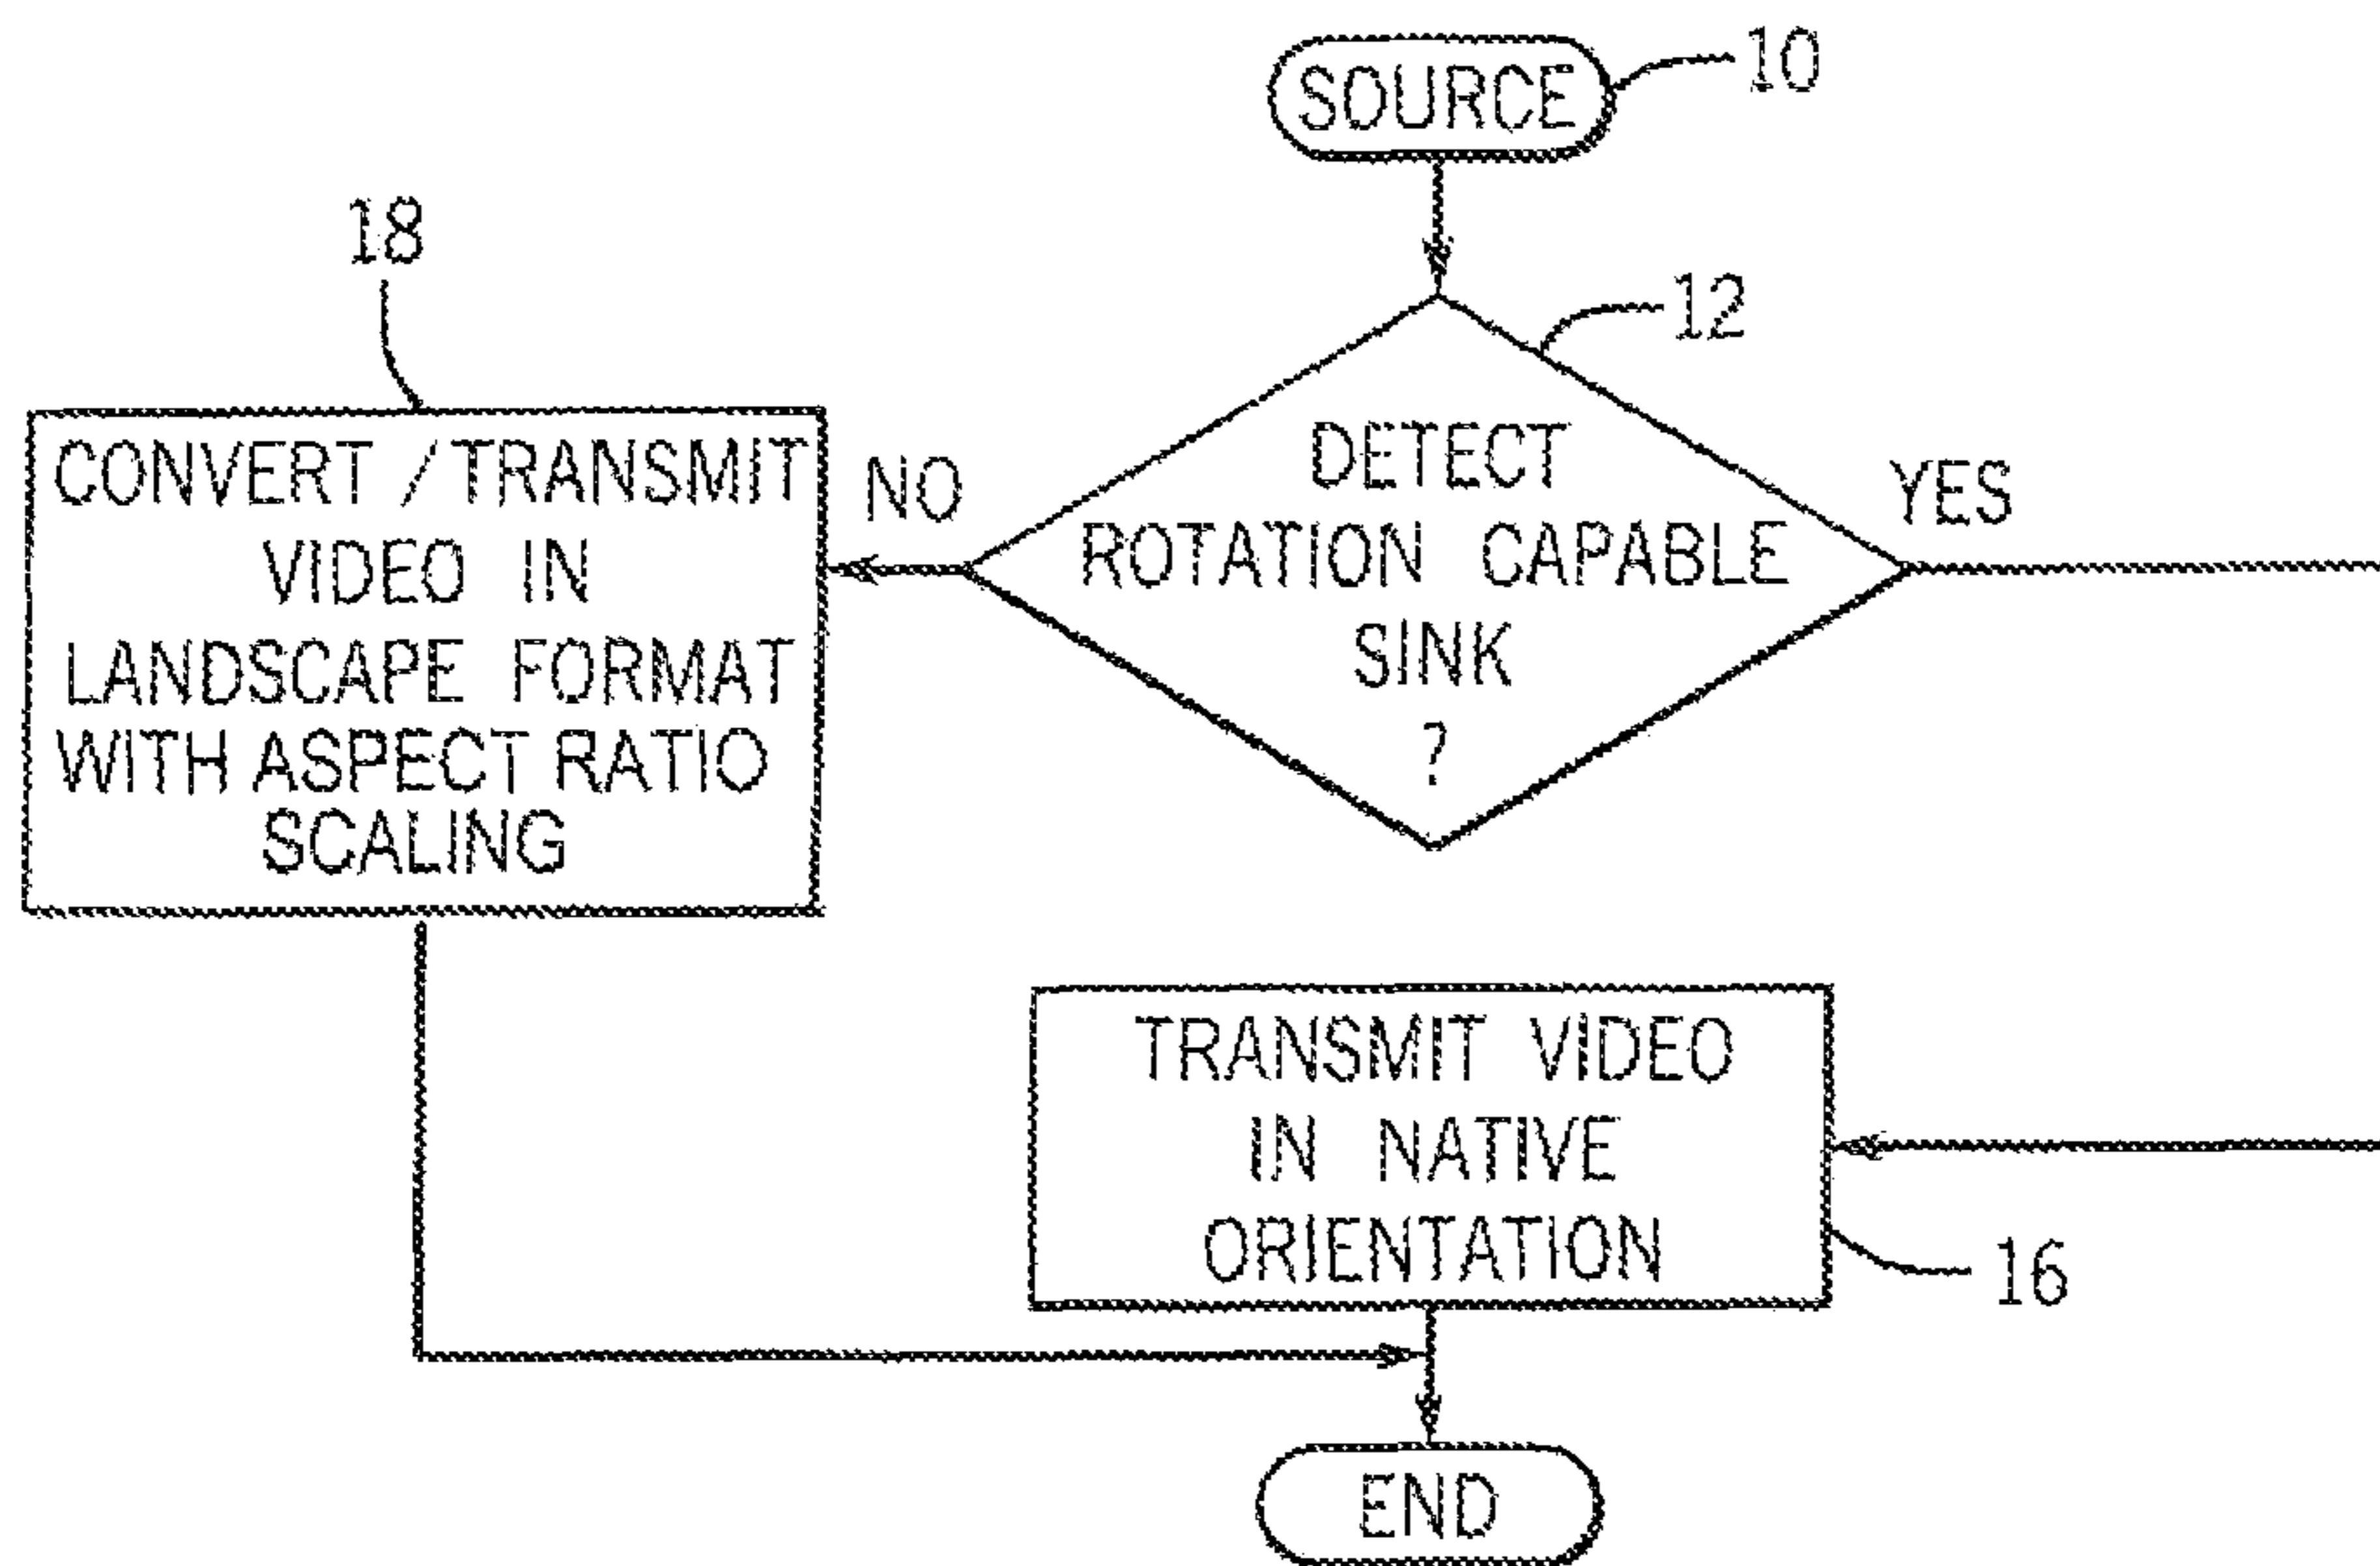 SOURCE
10
12
DETECT
ROTATION CAPABLE
SINK
?
YES
NO
18
CONVERT / TRANSMIT
VIDEO IN
LANDSCAPE FORMAT
WITH ASPECT RATIO
SCALING
TRANSMIT VIDEO
IN NATIVE
ORIENTATION
16
END